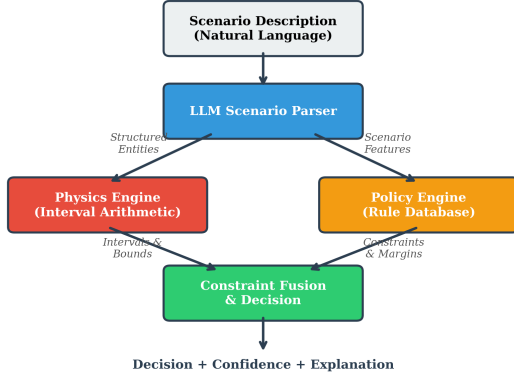 Scenario Description
(Natural Language)
LLM Scenario Parser
Structured
Entities
Scenario
Features
Physics Engine
(Interval Arithmetic)
Policy Engine
(Rule Database)
Intervals &
Bounds
Constraints
& Margins
Constraint Fusion
& Decision
Decision + Confidence + Explanation